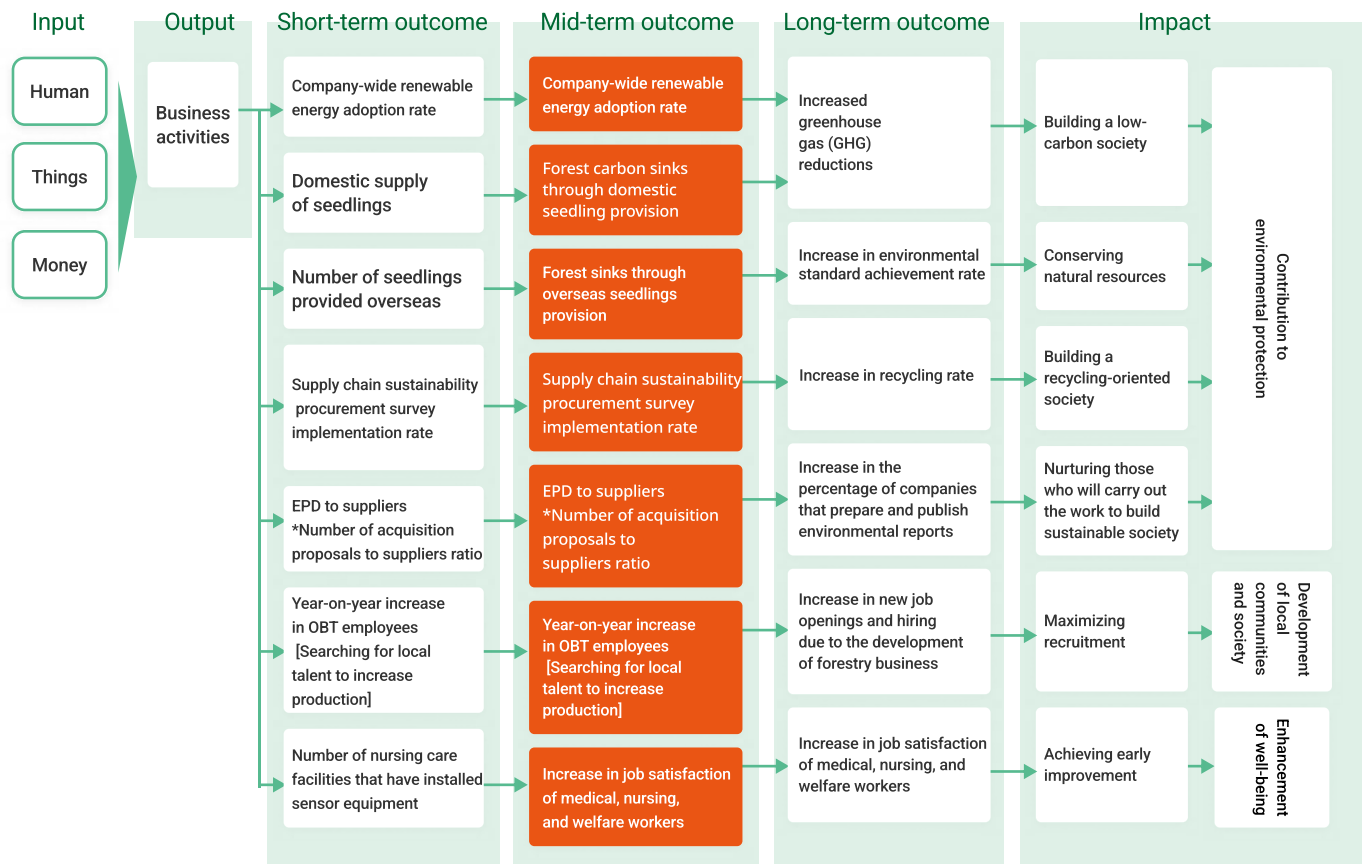 Input
Output
Short-term outcome
Mid-term outcome
Long-term outcome
Impact
Human
Things
Money
Business
activities
Company-wide renewable
energy adoption rate
Domestic supply
of seedlings
Number of seedlings
provided overseas
Supply chain sustainability
procurement survey
implementation rate
EPD to suppliers
*Number of acquisition
proposals to suppliers ratio
Year-on-year increase
in OBT employees
[Searching for local
talent to increase
production]
Number of nursing care
facilities that have installed
sensor equipment
Company-wide renewable
energy adoption rate
Forest carbon sinks
through domestic
seedling provision
Forest sinks through
overseas seedlings
provision
Supply chain sustainability
procurement survey
implementation rate
EPD to suppliers
*Number of acquisition
proposals to
suppliers ratio
Year-on-year increase
in OBT employees
[Searching for local
talent to increase
production]
Increase in job satisfaction
of medical, nursing,
and welfare workers
Increased
greenhouse
gas (GHG)
reductions
Increase in environmental
standard achievement rate
Increase in recycling rate
Increase in the
percentage of companies
that prepare and publish
environmental reports
Increase in new job
openings and hiring
due to the development
of forestry business
Increase in job satisfaction
of medical, nursing, and
welfare workers
Building a low-
carbon society
Conserving
natural resources
Building a
recycling-oriented
society
Nurturing those
who will carry out
the work to build
sustainable society
Maximizing
recruitment
Achieving early
improvement
Contribution to
environmental protection
Development
of local
communities
and society
Enhancement
of well-being